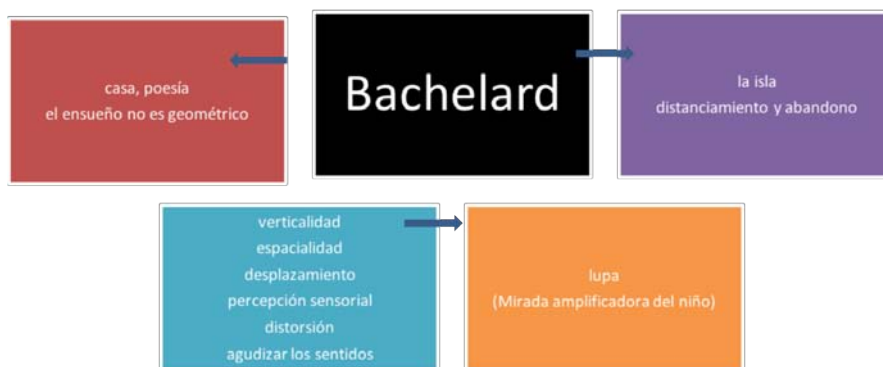 casa, poesía
el ensueño no es geométrico
Bachelard
la isla
distanciamiento y abandono
verticalidad
espacialidad
desplazamiento
percepción sensorial
distorsión
agudizar los sentidos
lupa
(Mirada amplificadora del niño)